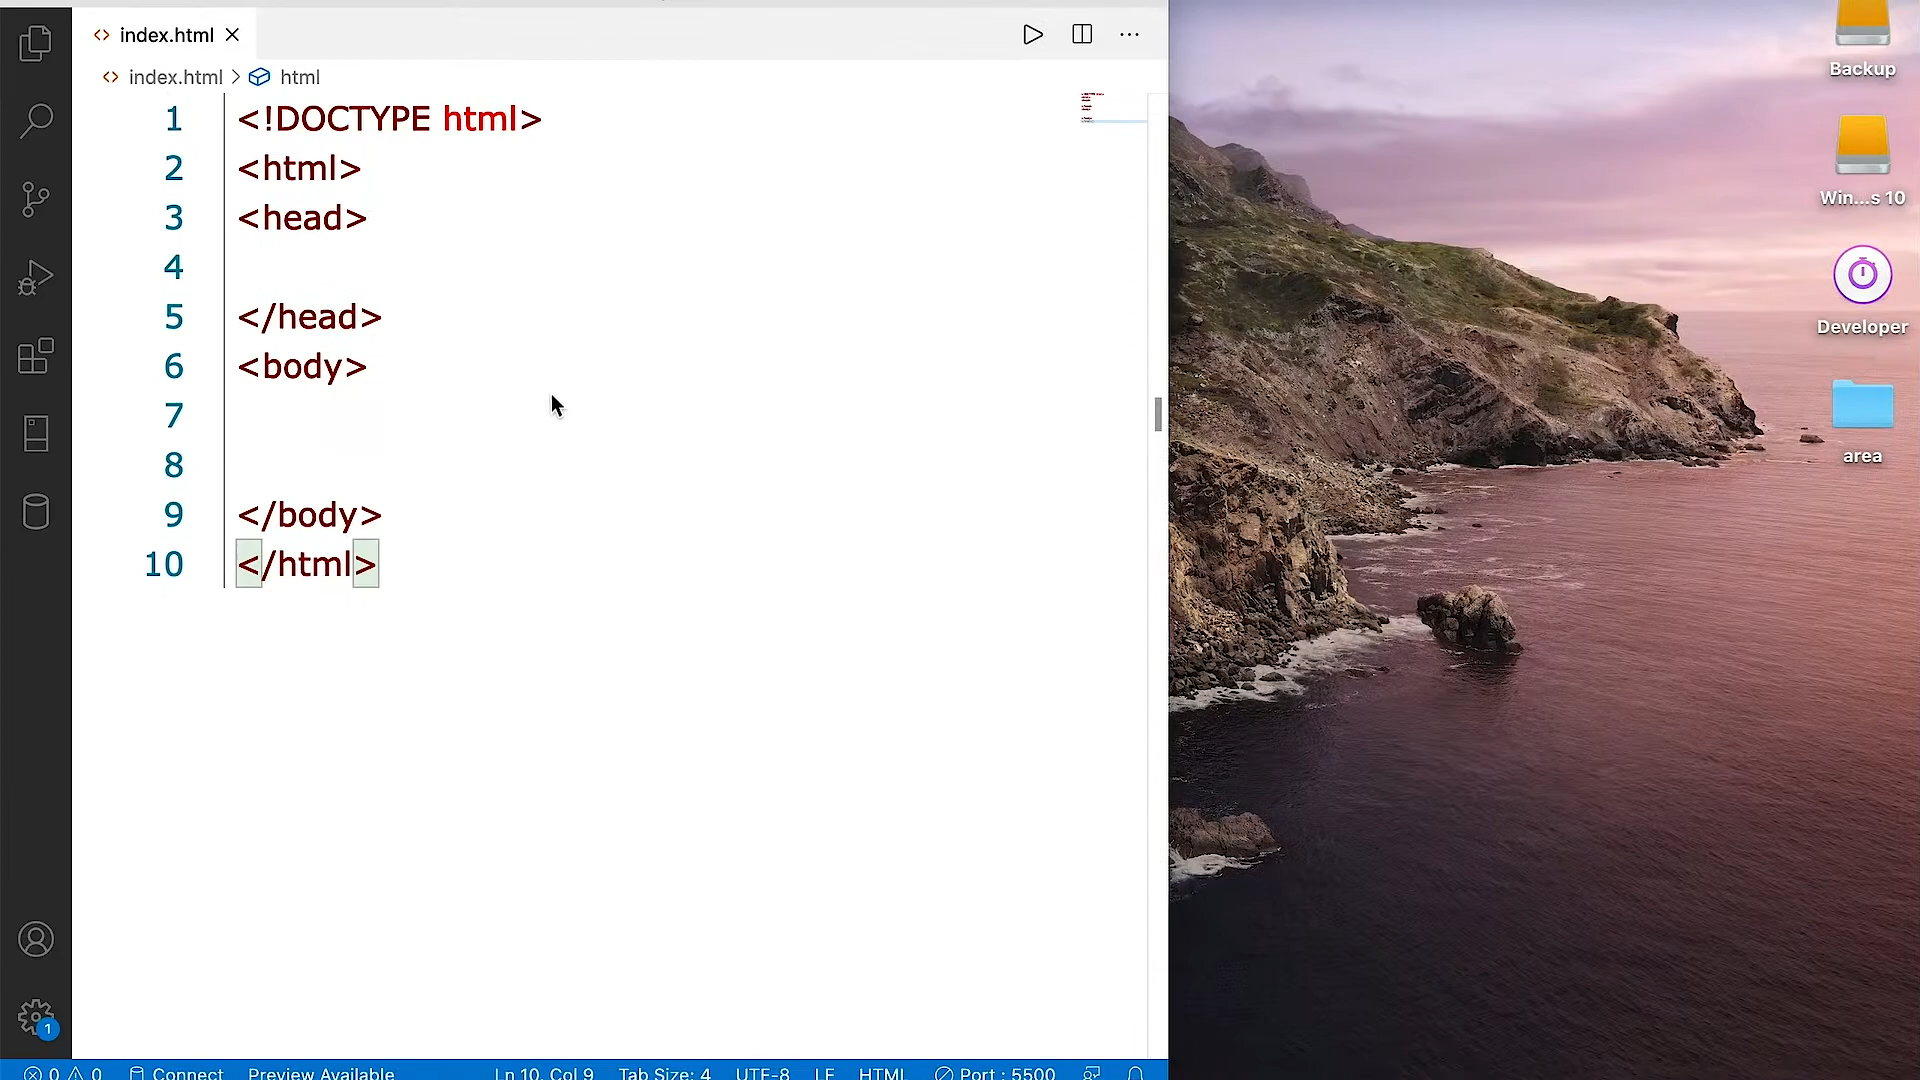 index.html
index.html > html
1 <!DOCTYPE html>
2 <html>
3 <head>
4
5 </head>
6 <body>
7
8
9 </body>
10 </html>
1
0 0 Connect Preview Available Ln 10, Col 9 Tab Size: 4 UTF-8 LF HTML Port : 5500
Backup
Win...s 10
Developer
area